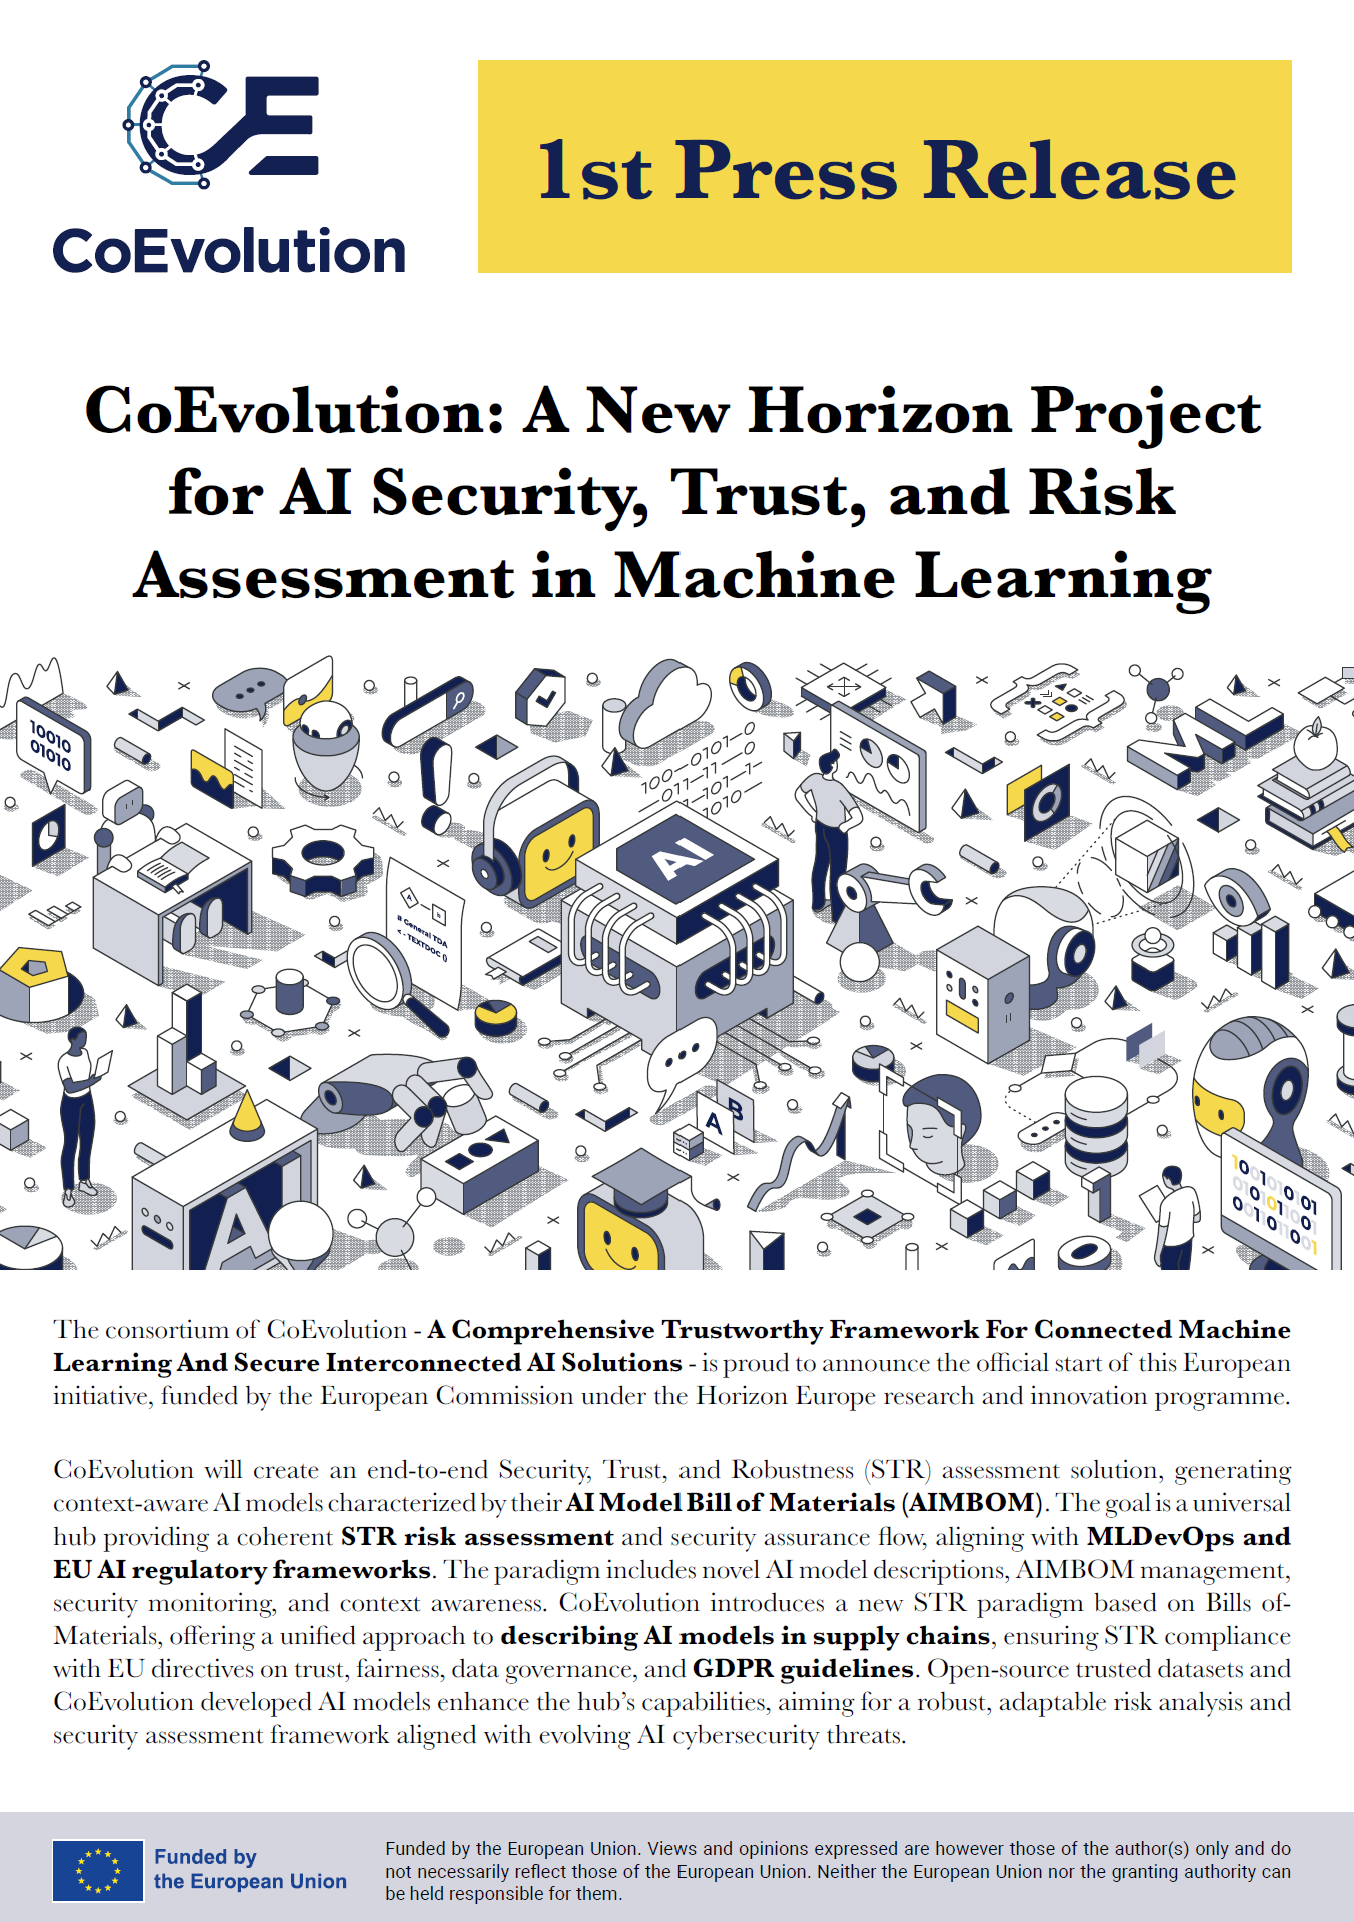 CE
CoEvolution
1st Press Release
CoEvolution: A New Horizon Project
for AI Security, Trust, and Risk
Assessment in Machine Learning
10010
01010
ML
AI
A
B
# General TDA
<-TEXTDOC ()
A
B
A
10010101
01010
0011011001
The consortium of CoEvolution - A Comprehensive Trustworthy Framework For Connected Machine
Learning And Secure Interconnected AI Solutions - is proud to announce the official start of this European
initiative, funded by the European Commission under the Horizon Europe research and innovation programme.
CoEvolution will create an end-to-end Security, Trust, and Robustness (STR) assessment solution, generating
context-aware AI models characterized by their AI Model Bill of Materials (AIMBOM). The goal is a universal
hub providing a coherent STR risk assessment and security assurance flow, aligning with MLDevOps and
EU AI regulatory frameworks. The paradigm includes novel AI model descriptions, AIMBOM management,
security monitoring, and context awareness. CoEvolution introduces a new STR paradigm based on Bills of-
Materials, offering a unified approach to describing AI models in supply chains, ensuring STR compliance
with EU directives on trust, fairness, data governance, and GDPR guidelines. Open-source trusted datasets and
CoEvolution developed AI models enhance the hub's capabilities, aiming for a robust, adaptable risk analysis and
security assessment framework aligned with evolving AI cybersecurity threats.
Funded by
the European Union
Funded by the European Union. Views and opinions expressed are however those of the author(s) only and do
not necessarily reflect those of the European Union. Neither the European Union nor the granting authority can
be held responsible for them.